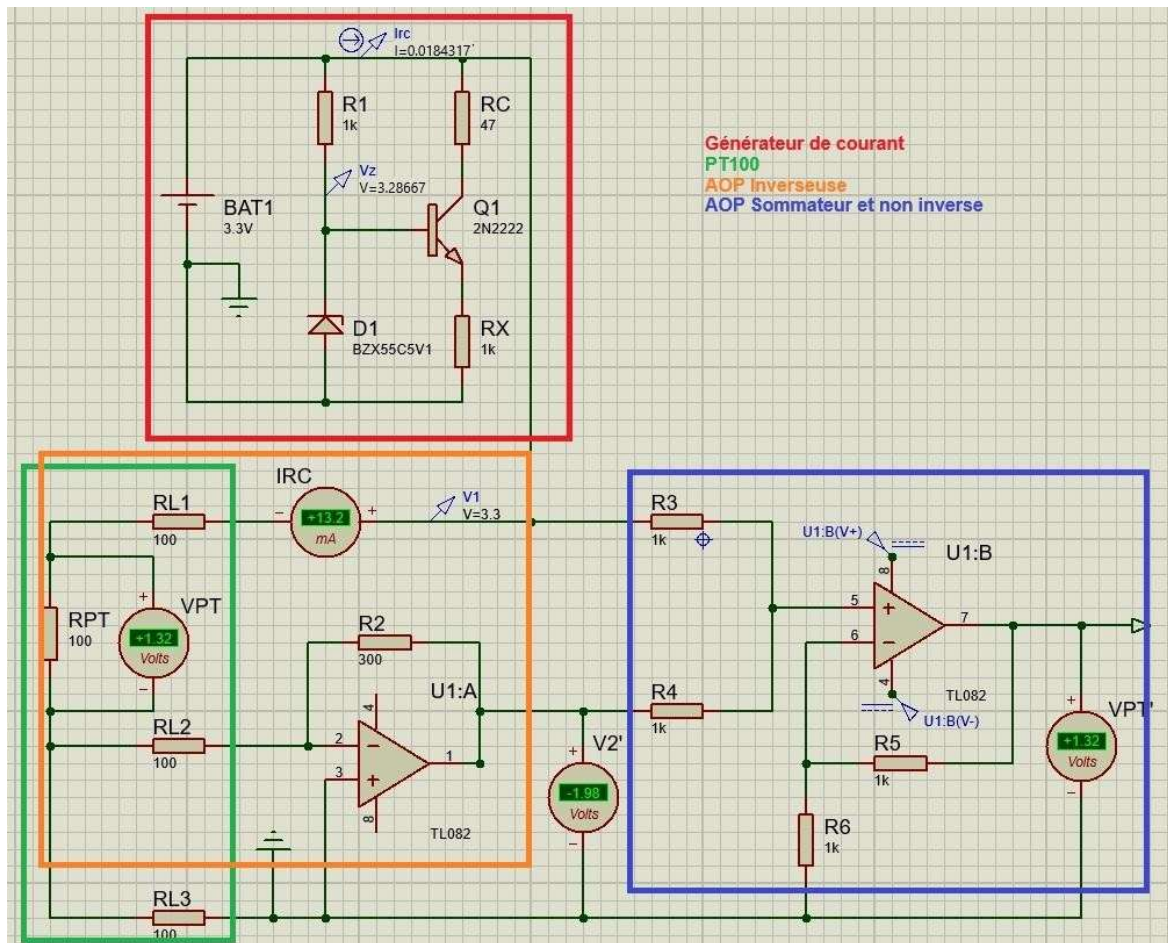 Irc
I=0.0184317
R1
1k
RC
47
Vz
V=3.28667
BAT1
3.3V
Q1
2N2222
D1
BZX55C5V1
RX
1k
Générateur de courant
PT100
AOP Inverseuse
AOP Sommateur et non inverse
RL1
100
IRC
- +
+13.2
mA
V1
V=3.3
R3
1k
U1:B(V+)
U1:B
8
5 +
6 -
7
4
TL082
U1:B(V-)
RPT
100
+
VPT
+1.32
Volts
-
R2
300
U1:A
4
2 -
3 +
1
8
TL082
RL2
100
R4
1k
V2'
+
-1.98
Volts
-
R5
1k
R6
1k
VPT'
+
+1.32
Volts
-
RL3
100